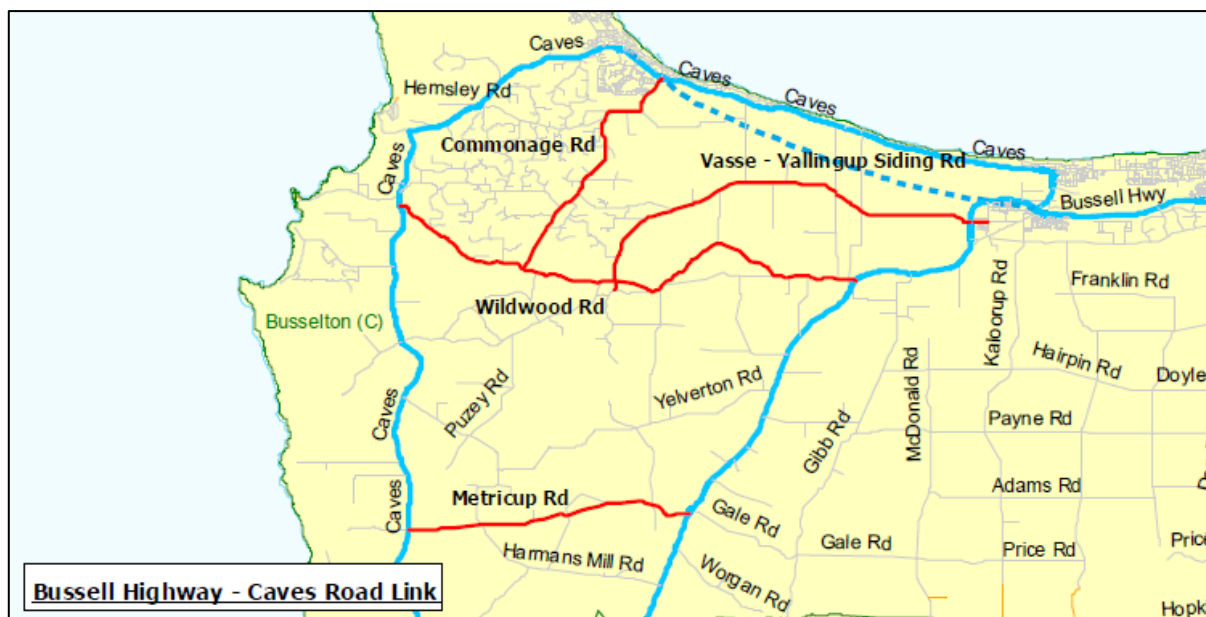 Caves
Caves
Hemsley Rd
Caves
Commonage Rd
Vasse - Yallingup Siding Rd
Caves
Caves
Bussell Hwy
Franklin Rd
Kaloorup Rd
Wildwood Rd
Busselton (C)
Hairpin Rd
Doyle
McDonald Rd
Yelverton Rd
Puzey Rd
Caves
Payne Rd
Gibb Rd
Adams Rd
Metricup Rd
Caves
Gale Rd
Gale Rd
Price Rd
Price
Harmans Mill Rd
Worgan Rd
Bussell Highway - Caves Road Link
Hopk